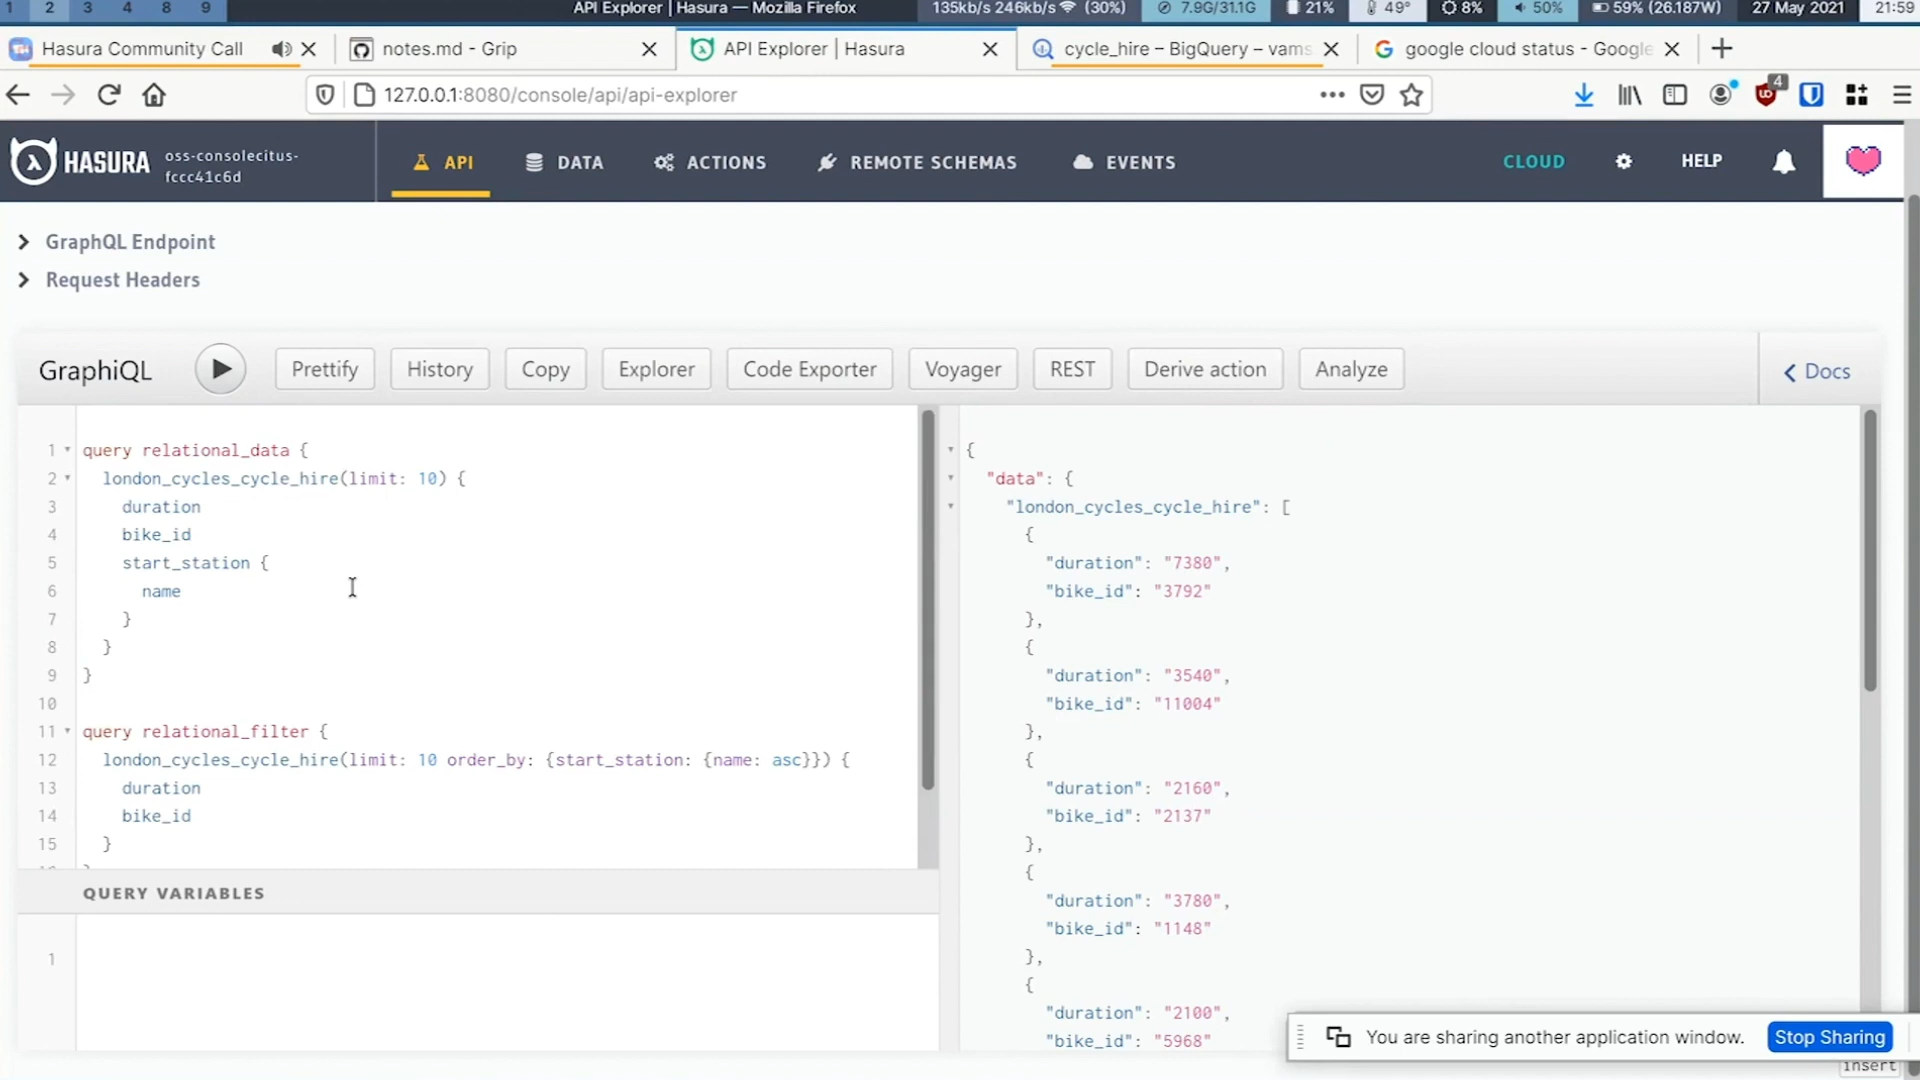 1 2 3 4 8 9 API Explorer | Hasura — Mozilla Firefox 135kb/s 246kb/s (30%) 7.9G/31.1G 21% 49° 8% 50% 59% (26.187W) 27 May 2021 21:59
Hasura Community Call notes.md - Grip API Explorer | Hasura cycle_hire – BigQuery – vams google cloud status - Google
127.0.0.1:8080/console/api/api-explorer 4
HASURA oss-consolecitus-
fccc41c6d
API DATA ACTIONS REMOTE SCHEMAS EVENTS CLOUD HELP
GraphQL Endpoint
Request Headers
GraphiQL Prettify History Copy Explorer Code Exporter Voyager REST Derive action Analyze Docs
1 query relational_data {
2 london_cycles_cycle_hire(limit: 10) {
3 duration
4 bike_id
5 start_station {
6 name
7 }
8 }
9 }
10
11 query relational_filter {
12 london_cycles_cycle_hire(limit: 10 order_by: {start_station: {name: asc}}) {
13 duration
14 bike_id
15 }
QUERY VARIABLES
1
{
"data": {
"london_cycles_cycle_hire": [
{
"duration": "7380",
"bike_id": "3792"
},
{
"duration": "3540",
"bike_id": "11004"
},
{
"duration": "2160",
"bike_id": "2137"
},
{
"duration": "3780",
"bike_id": "1148"
},
{
"duration": "2100",
"bike_id": "5968"
You are sharing another application window. Stop Sharing
insert